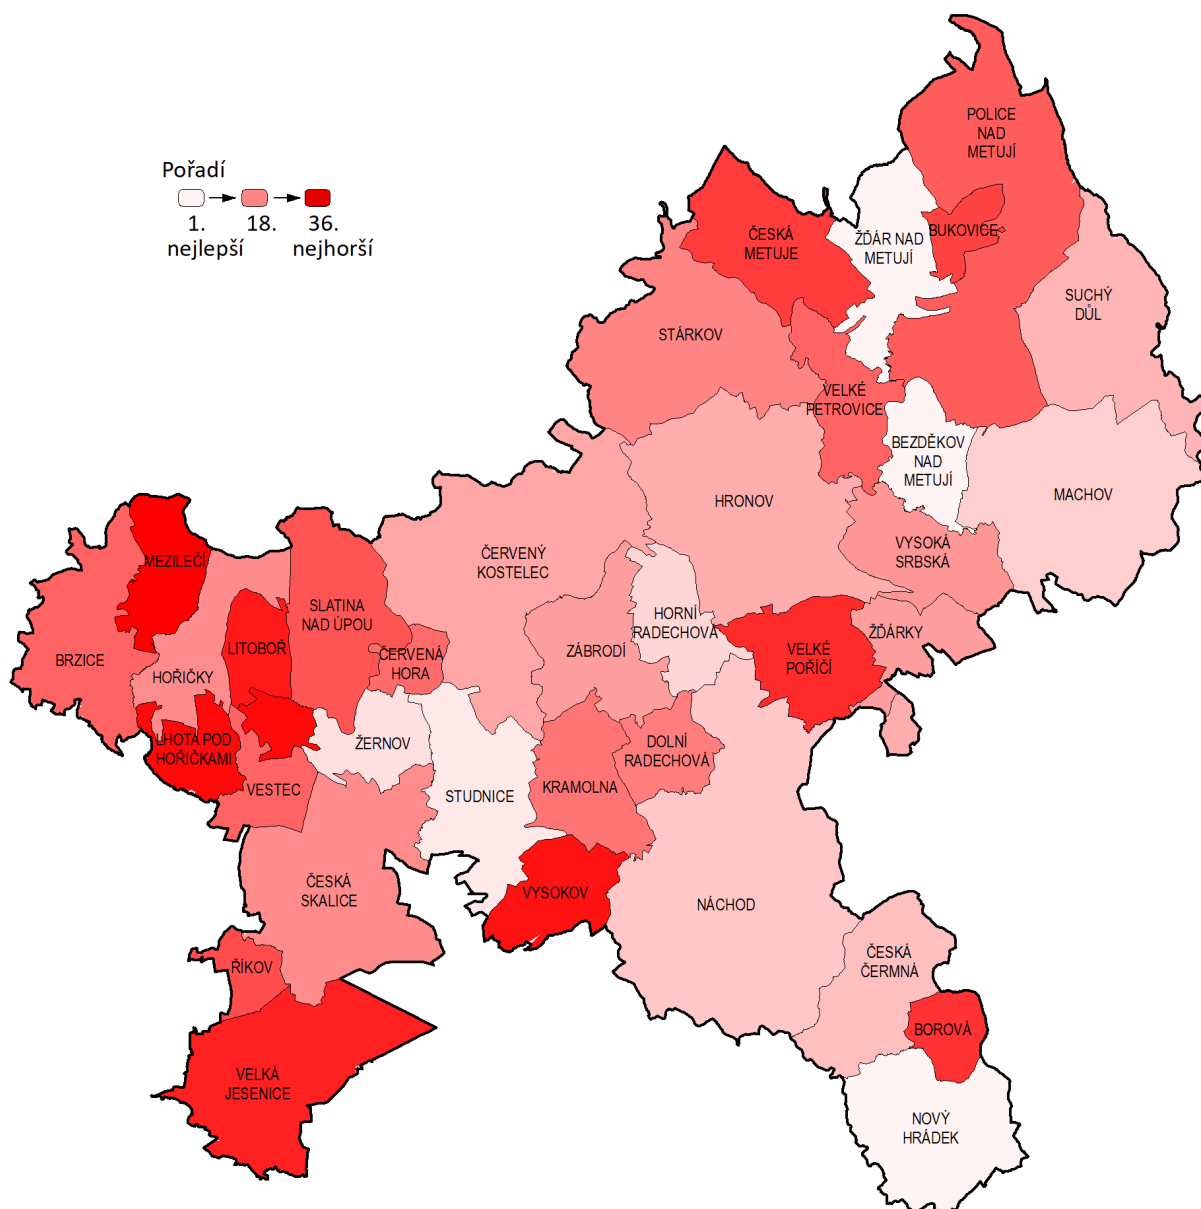 Pořadí
1.
18.
36.
nejlepší
nejhorší
POLICE
NAD
METUJÍ
BUKOVICE
ČESKÁ
METUJE
ŽĎÁR NAD
METUJÍ
SUCHÝ
DŮL
STÁRKOV
VELKÉ
PETROVICE
BEZDĚKOV
NAD
METUJÍ
MACHOV
HRONOV
VYSOKÁ
SRBSKÁ
ČERVENÝ
KOSTELEC
MEZILEČÍ
SLATINA
NAD ÚPOU
HORNÍ
RADECHOVÁ
ŽĎÁRKY
LITOBOŘ
ČERVENÁ
HORA
ZÁBRODÍ
VELKÉ
POŘÍČÍ
BRZICE
HOŘIČKY
LHOTA POD
HOŘIČKAMI
ŽERNOV
DOLNÍ
RADECHOVÁ
VESTEC
STUDNICE
KRAMOLNA
ČESKÁ
SKALICE
VYSOKOV
NÁCHOD
ČESKÁ
ČERMNÁ
ŘÍKOV
BOROVÁ
VELKÁ
JESENICE
NOVÝ
HRÁDEK